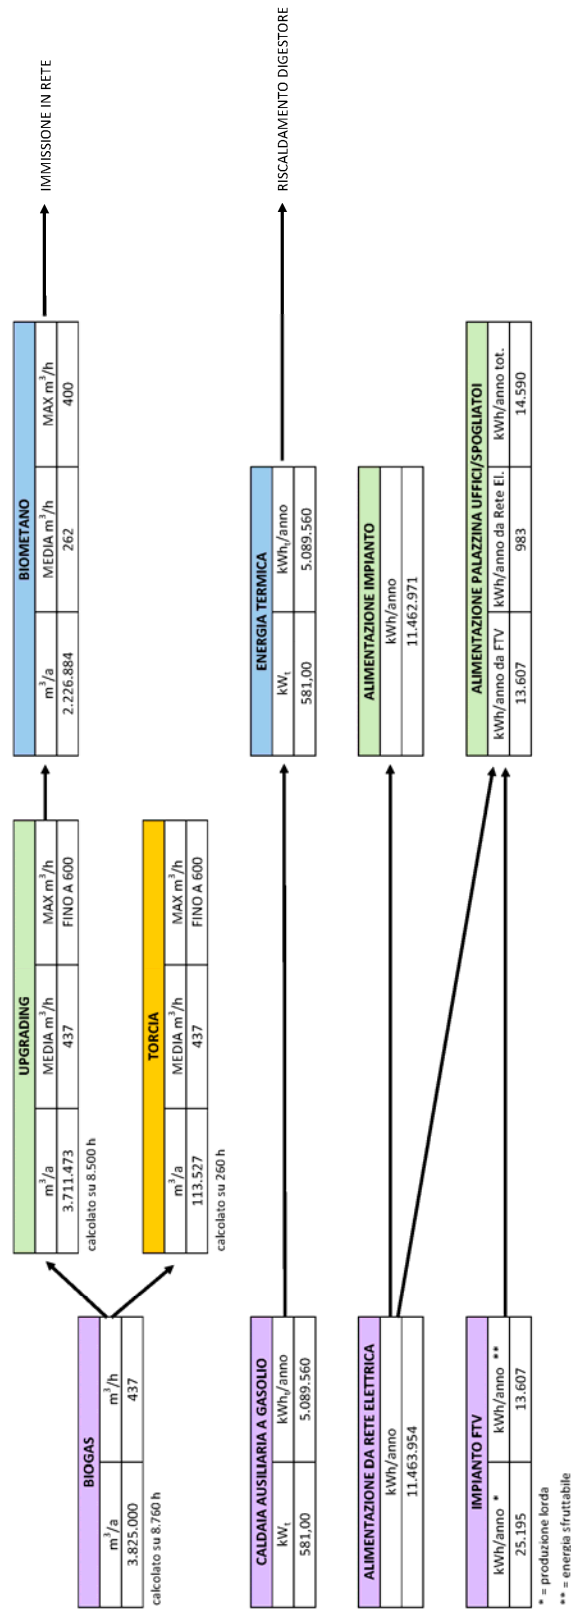 BIOGAS
m³/a m³/h
3.825.000 437
calcolato su 8.760 h
UPGRADING
m³/a MEDIA m³/h MAX m³/h
3.711.473 437 FINO A 600
calcolato su 8.500 h
BIOMETANO
m³/a MEDIA m³/h MAX m³/h
2.226.884 262 400
IMMISSIONE IN RETE
TORCIA
m³/a MEDIA m³/h MAX m³/h
113.527 437 FINO A 600
calcolato su 260 h
CALDAIA AUSILIARIA A GASOLIO
kWₜ kWhₜ/anno
581,00 5.089.560
ENERGIA TERMICA
kWₜ kWhₜ/anno
581,00 5.089.560
RISCALDAMENTO DIGESTORE
ALIMENTAZIONE DA RETE ELETTRICA
kWh/anno
11.463.954
ALIMENTAZIONE IMPIANTO
kWh/anno
11.462.971
IMPIANTO FTV
kWh/anno * kWh/anno **
25.195 13.607
* = produzione lorda
** = energia sfruttabile
ALIMENTAZIONE PALAZZINA UFFICI/SPOGLIATOI
kWh/anno da FTV kWh/anno da Rete El. kWh/anno tot.
13.607 983 14.590